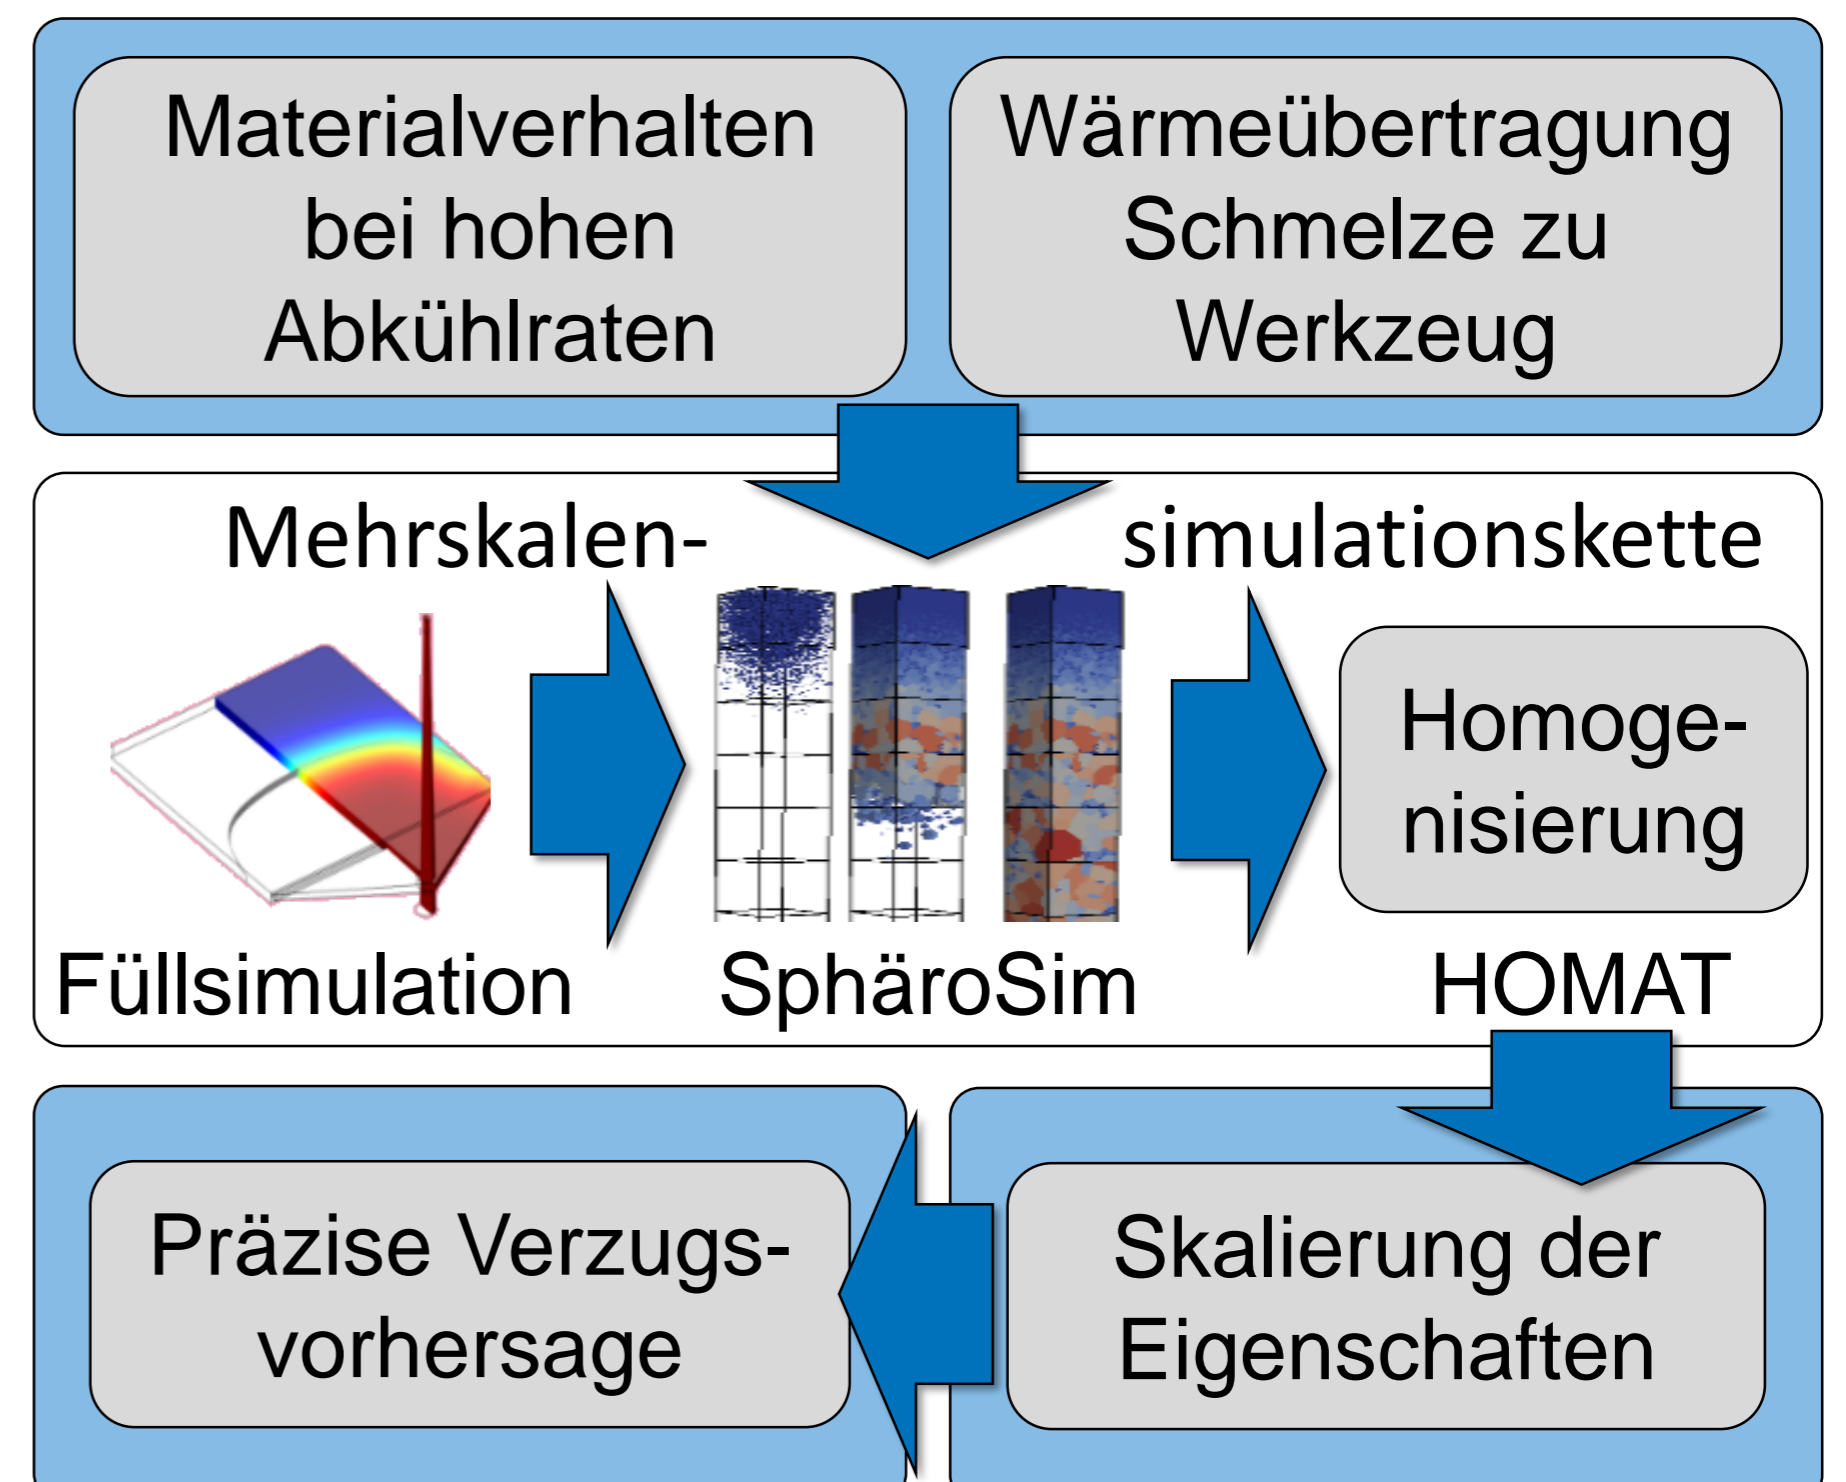 Materialverhalten
bei hohen
Abkühlraten
Wärmeübertragung
Schmelze zu
Werkzeug
Mehrskalen-
simulationskette
Homoge-
nisierung
Füllsimulation
SphäroSim
HOMAT
Präzise Verzugs-
vorhersage
Skalierung der
Eigenschaften